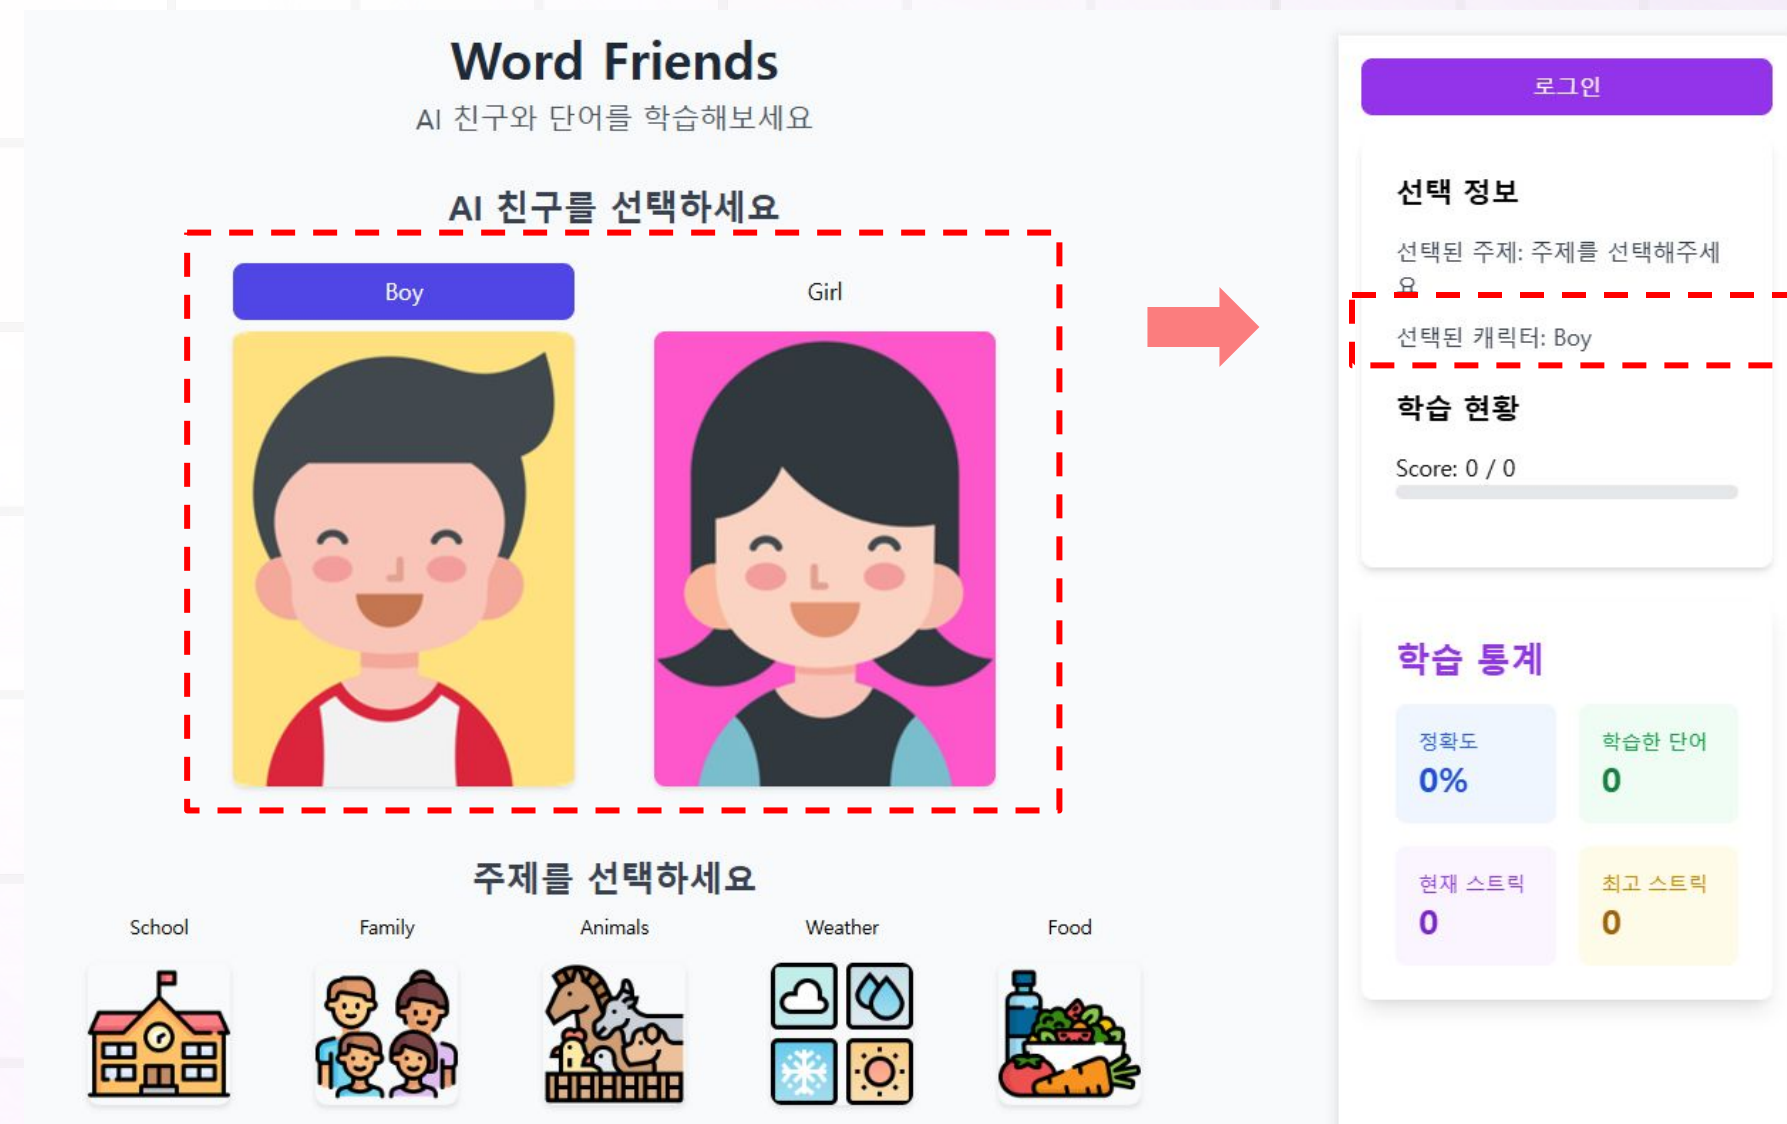 Word Friends
AI 친구와 단어를 학습해보세요
AI 친구를 선택하세요
Boy
Girl
주제를 선택하세요
School
Family
Animals
Weather
Food
로그인
선택 정보
선택된 주제: 주제를 선택해주세
요
선택된 캐릭터: Boy
학습 현황
Score: 0 / 0
학습 통계
정확도
0%
학습한 단어
0
현재 스트릭
0
최고 스트릭
0